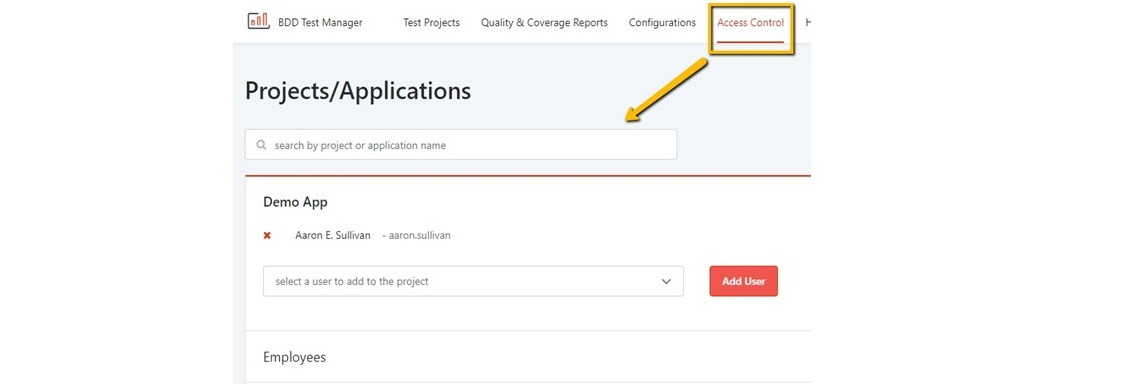 BDD Test Manager Test Projects Quality & Coverage Reports Configurations Access Control H
Projects/Applications
search by project or application name
Demo App
Aaron E. Sullivan - aaron.sullivan
select a user to add to the project Add User
Employees